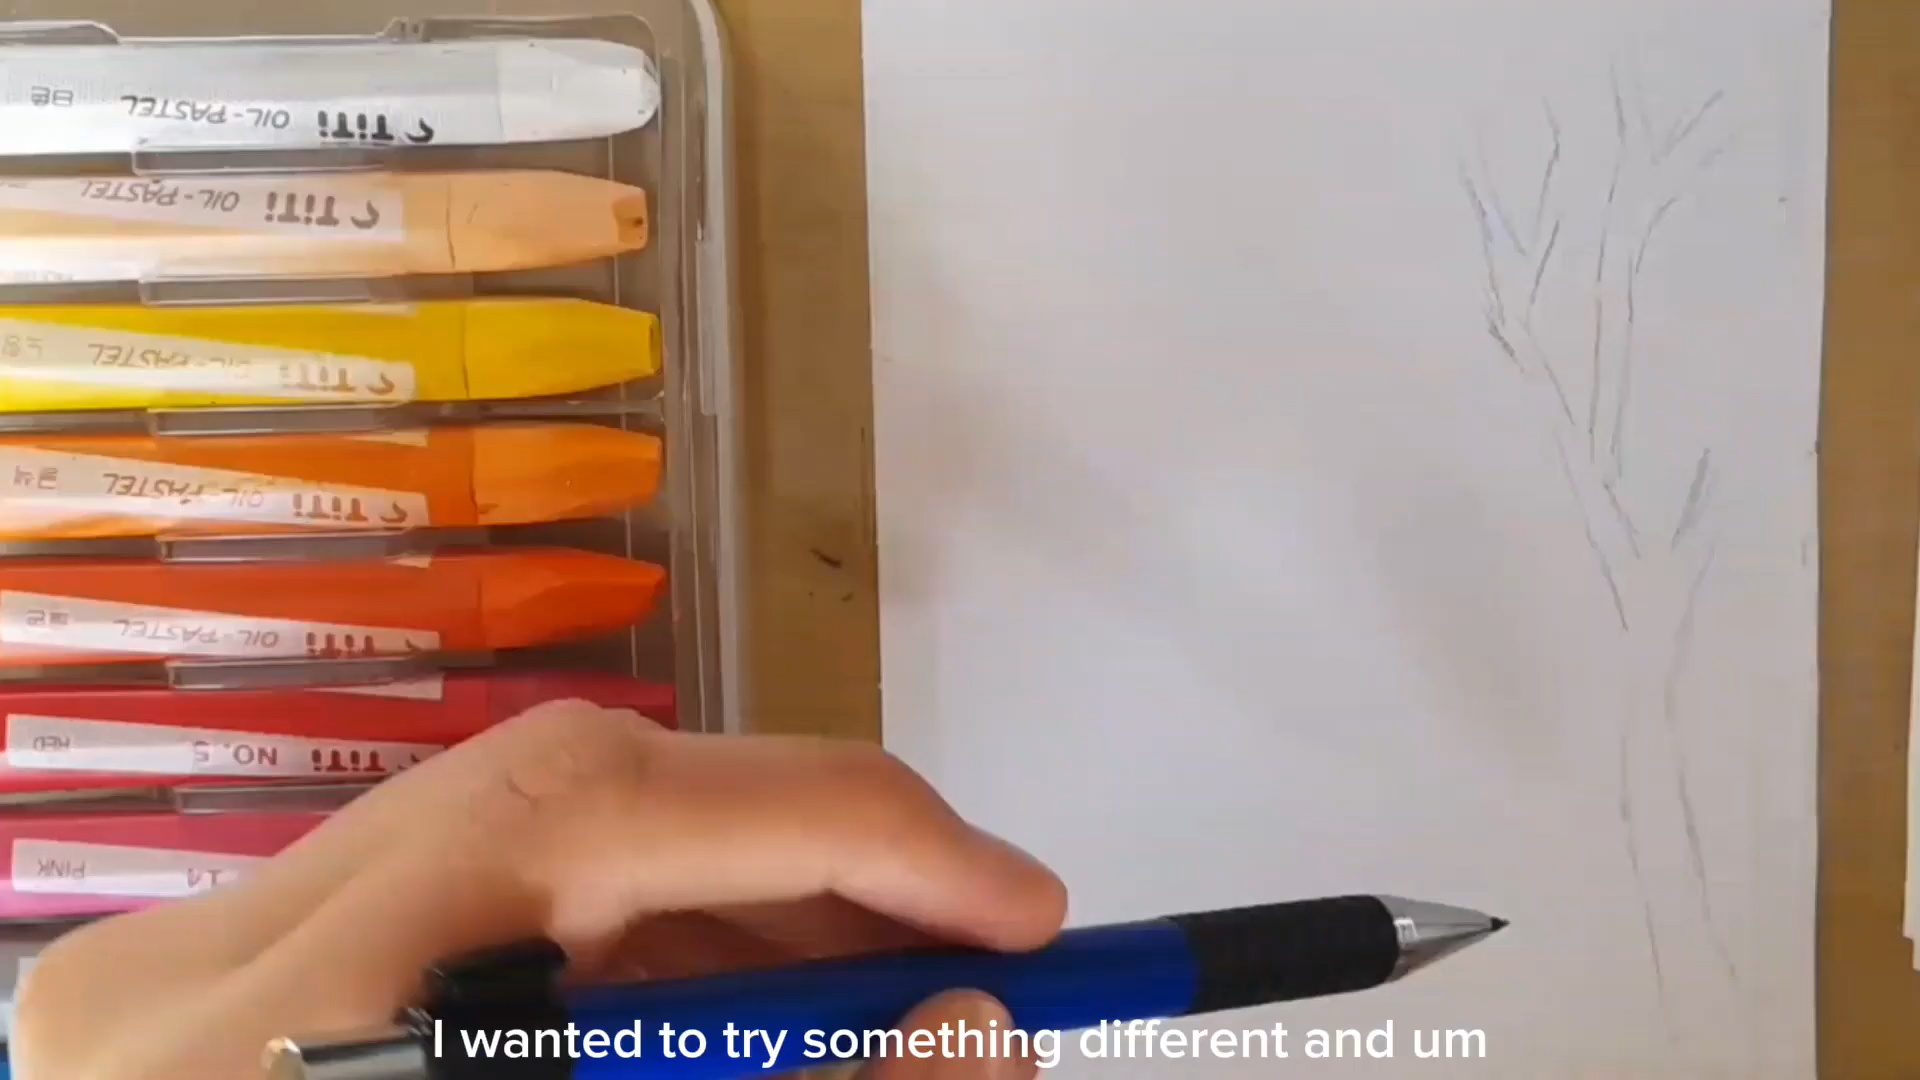 OIL-PASTEL TiTi
OIL-PASTEL TiTi
OIL-PASTEL TiTi
OIL-PASTEL TiTi
OIL-PASTEL TiTi
RED NO.5 TiTi
PINK
I wanted to try something different and um